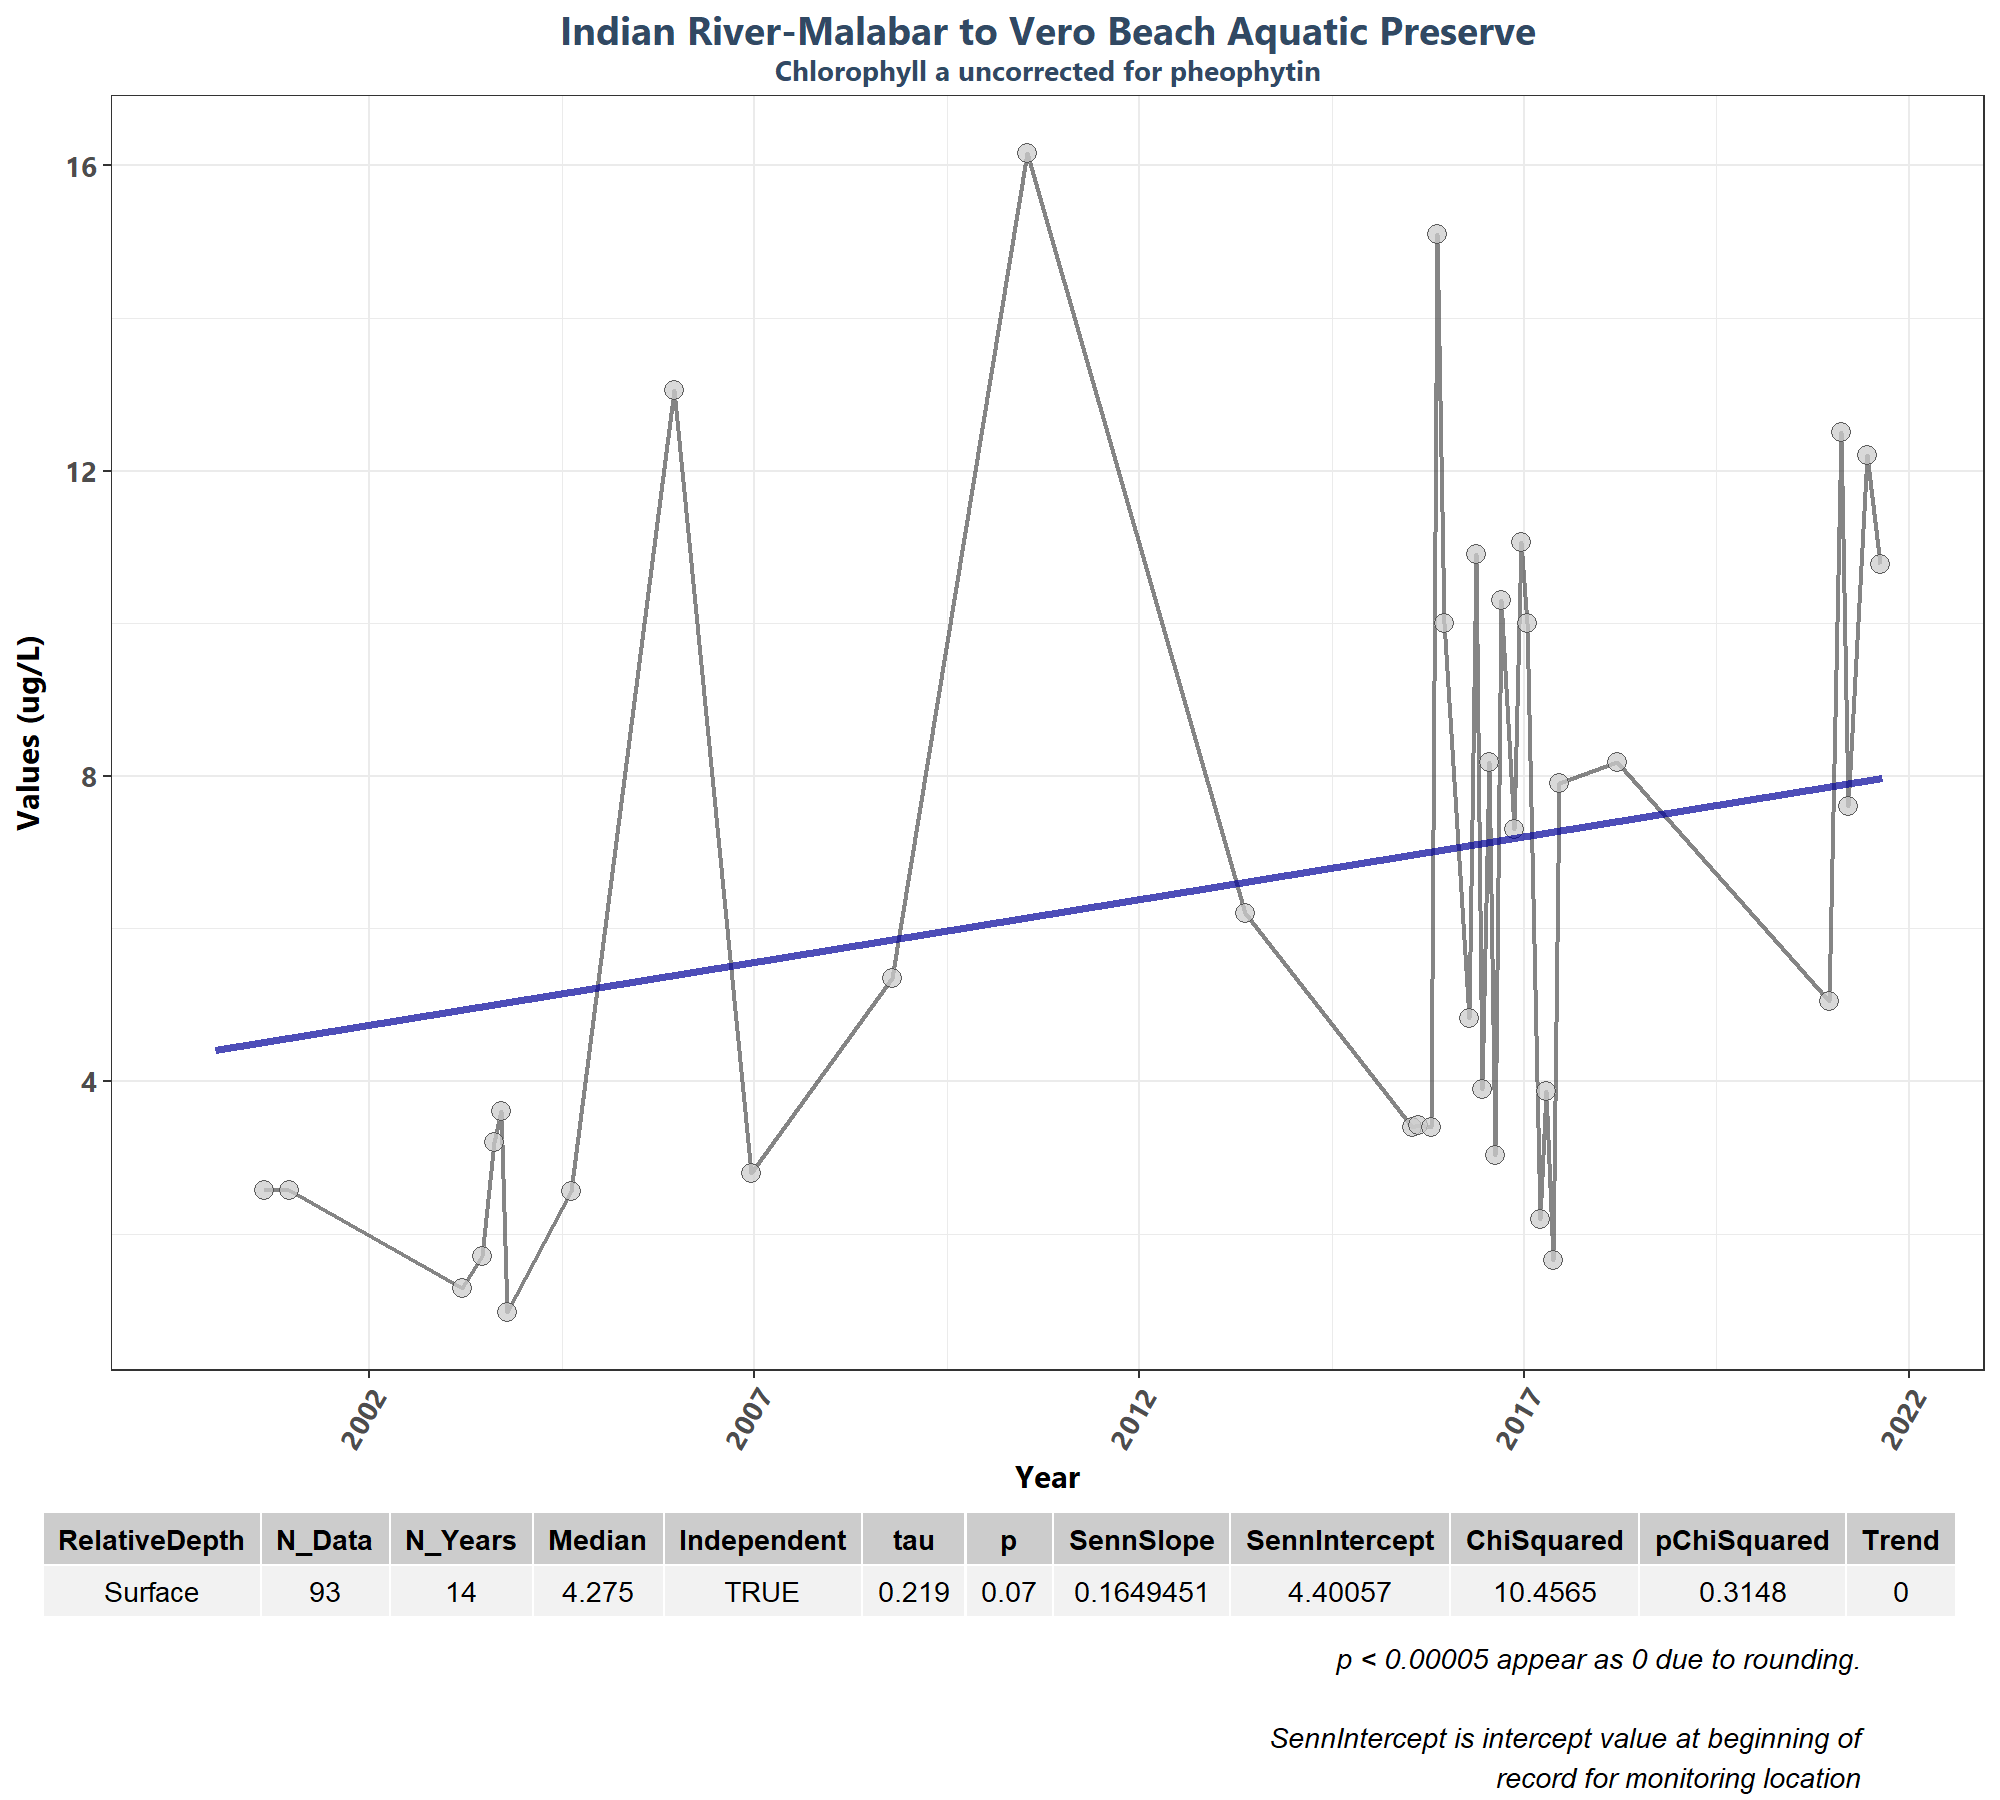 Indian River-Malabar to Vero Beach Aquatic Preserve
Chlorophyll a uncorrected for pheophytin
Values (ug/L)
16
12
8
4
2002
2007
2012
2017
2022
Year
RelativeDepth N_Data N_Years Median Independent tau p SennSlope SennIntercept ChiSquared pChiSquared Trend
Surface 93 14 4.275 TRUE 0.219 0.07 0.1649451 4.40057 10.4565 0.3148 0
p < 0.00005 appear as 0 due to rounding.
SennIntercept is intercept value at beginning of
record for monitoring location